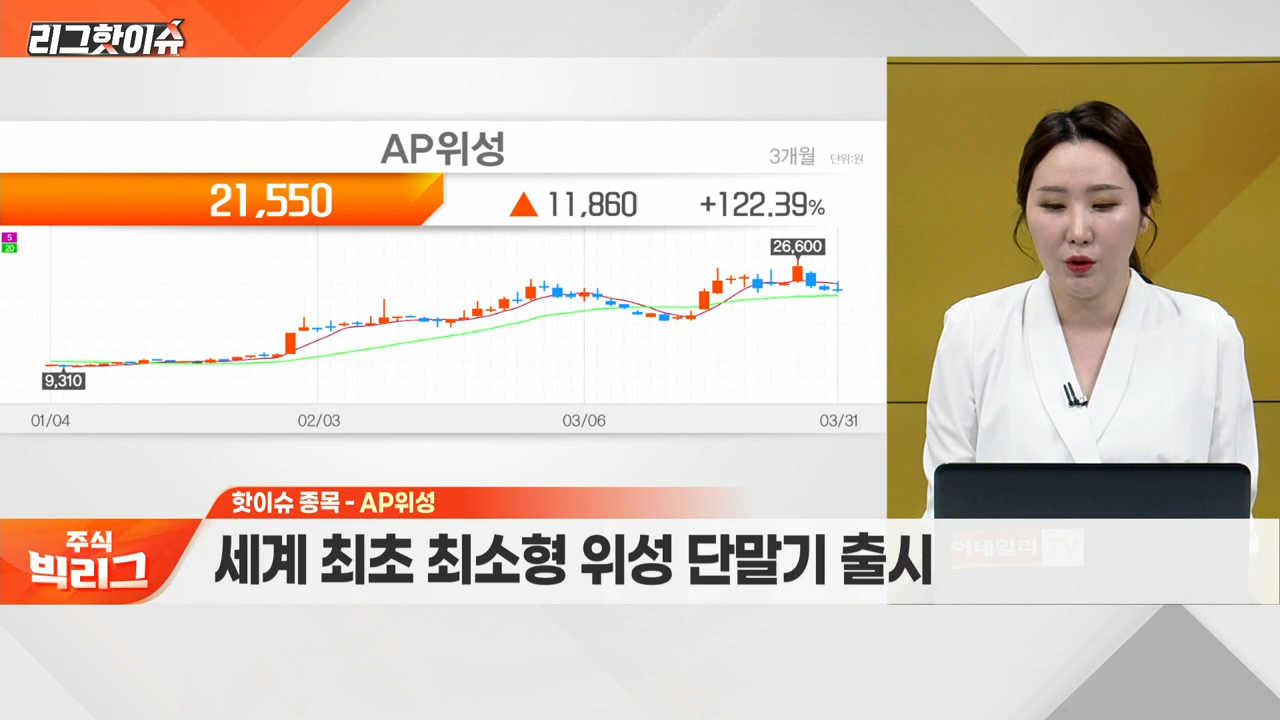 리그핫이슈
AP위성
3개월 단위:원
21,550 ▲ 11,860 +122.39%
5
20
26,600
9,310
01/04 02/03 03/06 03/31
핫이슈 종목 - AP위성
주식
빅리그
세계 최초 최소형 위성 단말기 출시
이데일리 TV